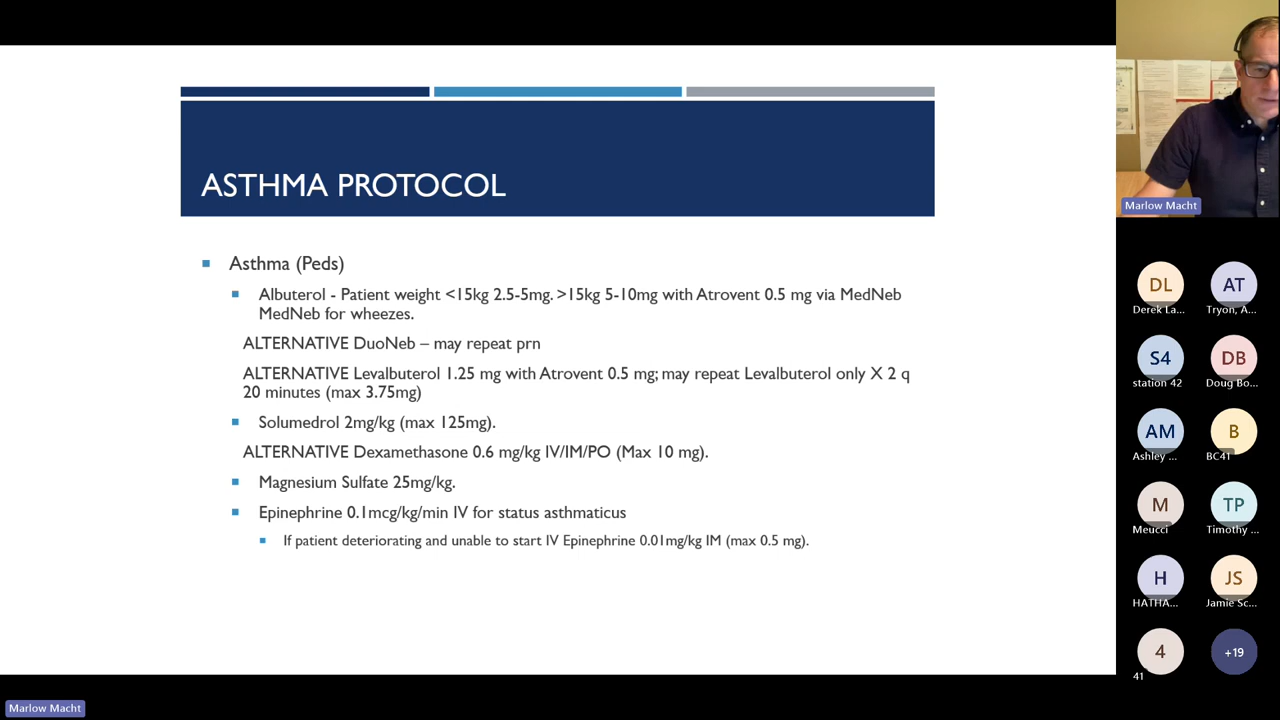 ASTHMA PROTOCOL
Asthma (Peds)
Albuterol - Patient weight <15kg 2.5-5mg. >15kg 5-10mg with Atrovent 0.5 mg via MedNeb
MedNeb for wheezes.
ALTERNATIVE DuoNeb – may repeat prn
ALTERNATIVE Levalbuterol 1.25 mg with Atrovent 0.5 mg; may repeat Levalbuterol only X 2 q
20 minutes (max 3.75mg)
Solumedrol 2mg/kg (max 125mg).
ALTERNATIVE Dexamethasone 0.6 mg/kg IV/IM/PO (Max 10 mg).
Magnesium Sulfate 25mg/kg.
Epinephrine 0.1mcg/kg/min IV for status asthmaticus
If patient deteriorating and unable to start IV Epinephrine 0.01mg/kg IM (max 0.5 mg).
Marlow Macht
DL
AT
Derek La...
Tryon, A...
S4
DB
station 42
Doug Bo...
AM
B
Ashley ...
BC41
M
TP
Meucci
Timothy ...
H
JS
HATHA...
Jamie Sc...
4
+19
41
Marlow Macht